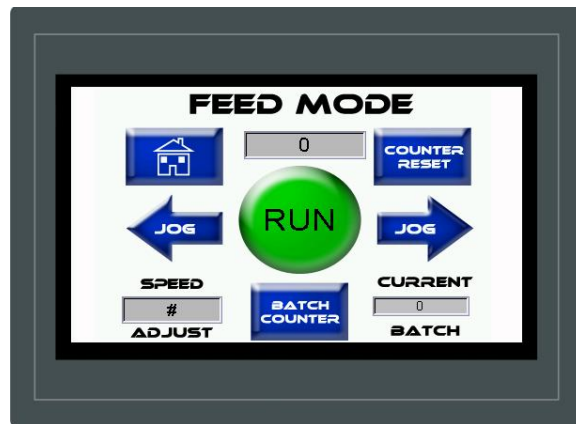 FEED MODE
0
COUNTER
RESET
JOG
RUN
JOG
SPEED
#
ADJUST
BATCH
COUNTER
CURRENT
0
BATCH